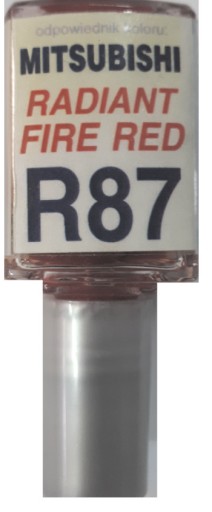 odpowiednik koloru:
MITSUBISHI
RADIANT
FIRE RED
R87